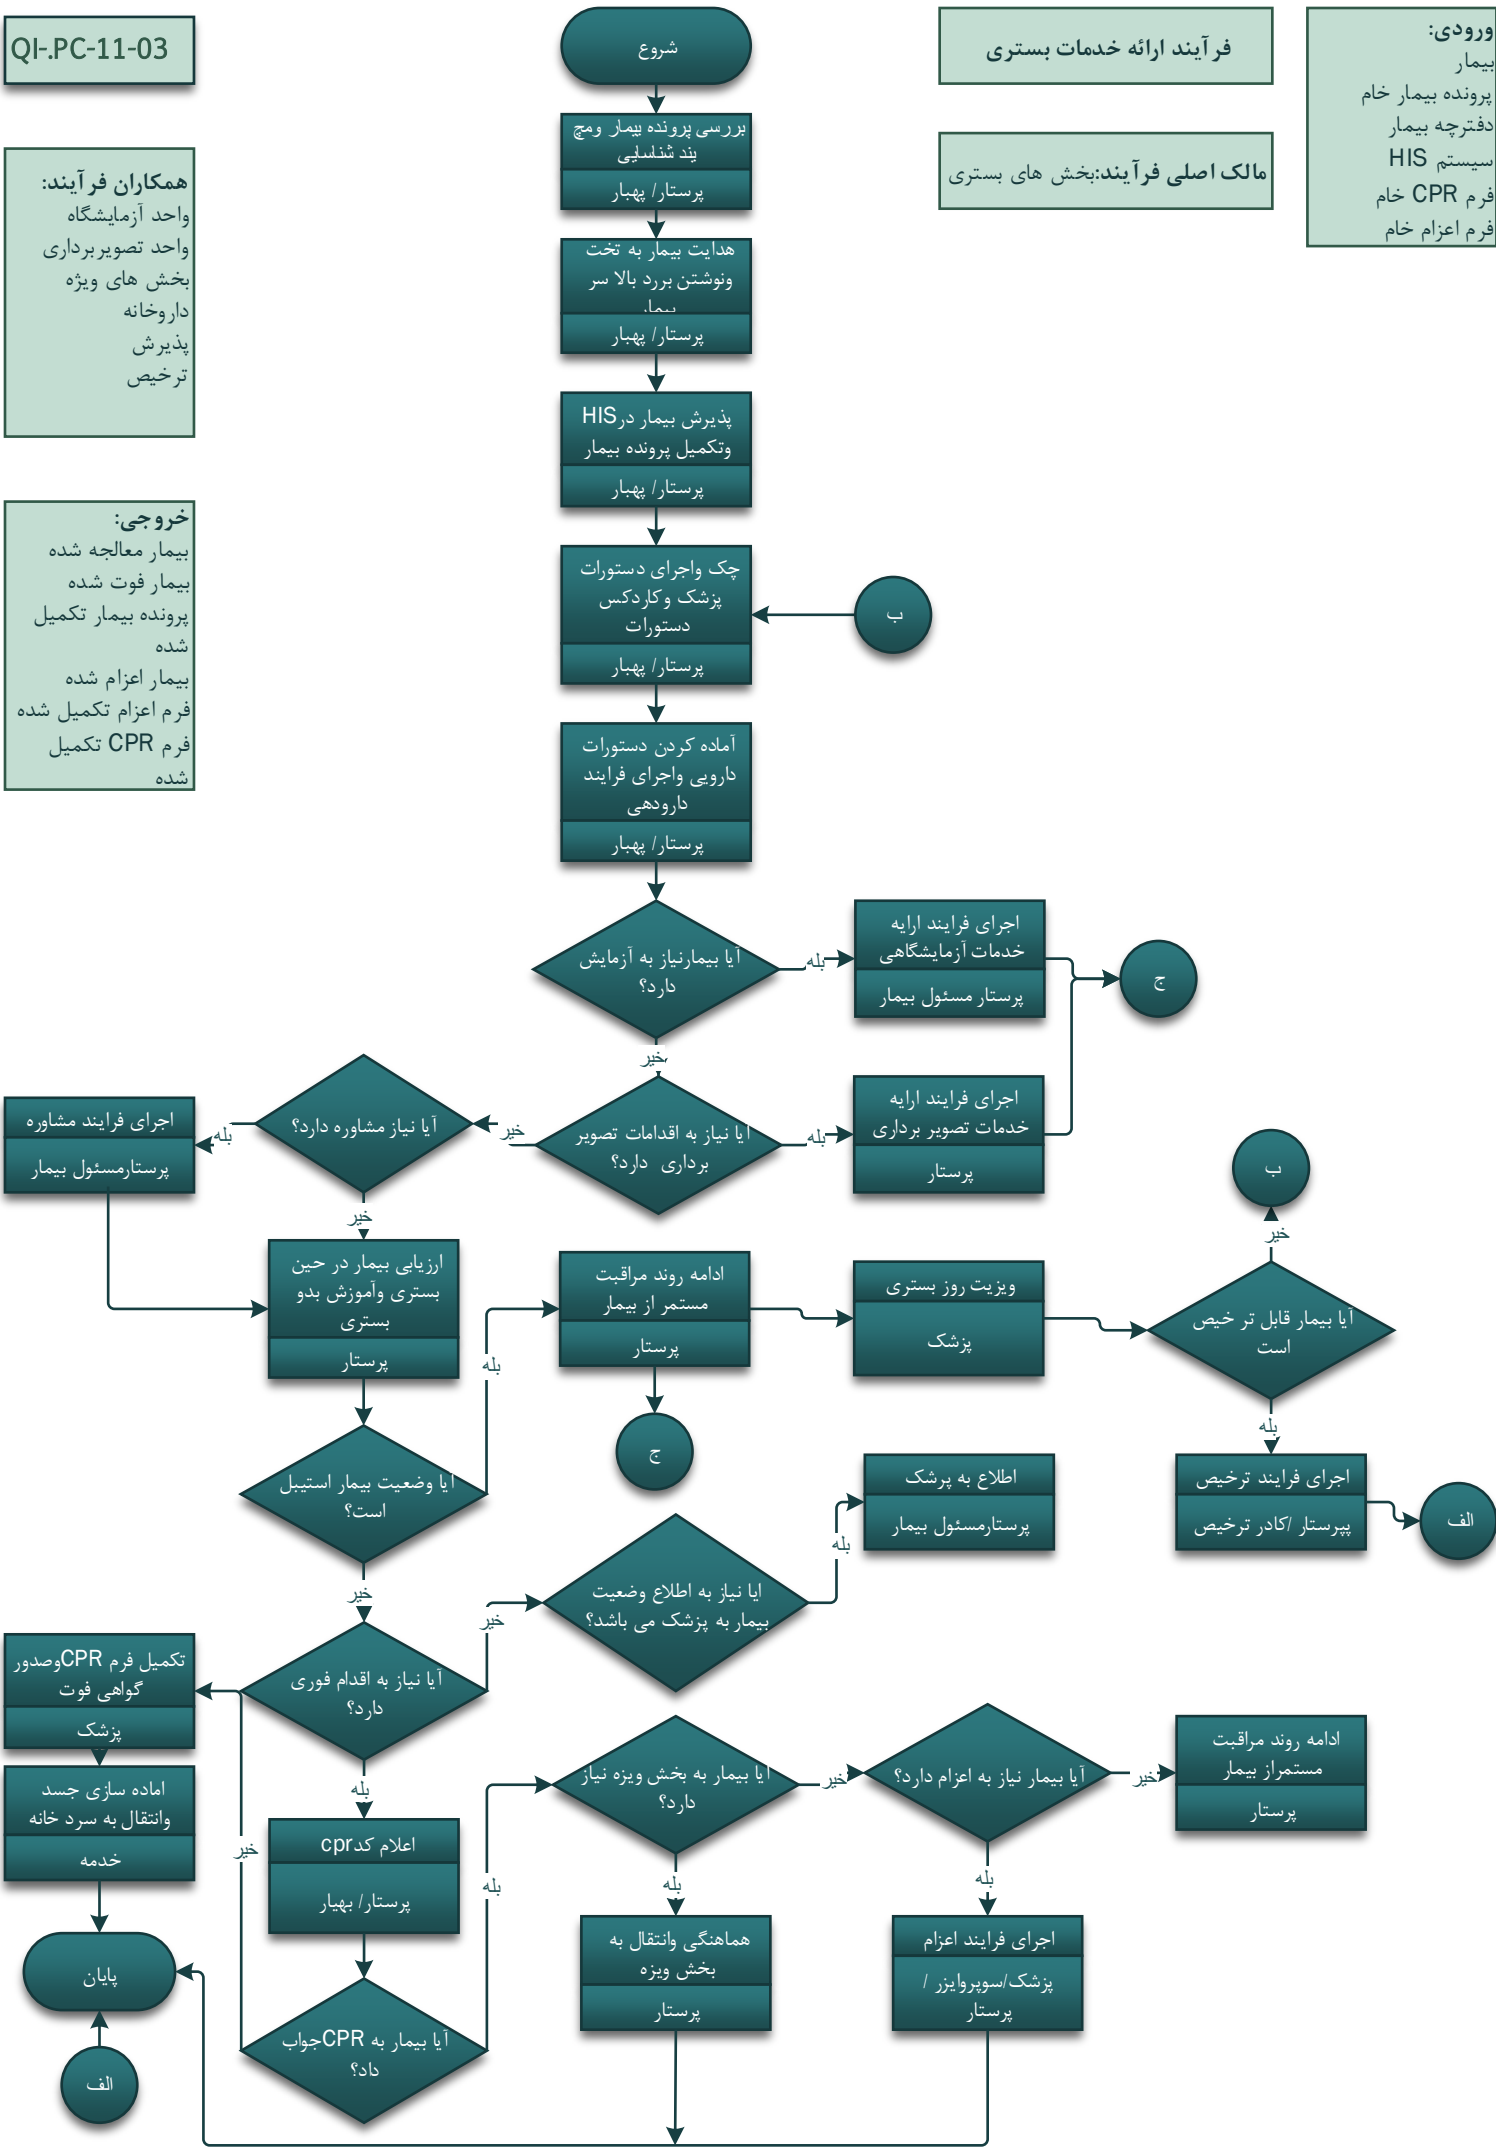 QI-.PC-11-03
شروع
فرآیند ارائه خدمات بستری
مالک اصلی فرآیند:بخش های بستری
ورودی:
بیمار
پرونده بیمار خام
دفترچه بیمار
سیستم HIS
فرم CPR خام
فرم اعزام خام
همکاران فرآیند:
واحد آزمایشگاه
واحد تصویربرداری
بخش های ویژه
داروخانه
پذیرش
ترخیص
خروجی:
بیمار معالجه شده
بیمار فوت شده
پرونده بیمار تکمیل
شده
بیمار اعزام شده
فرم اعزام تکمیل شده
فرم CPR تکمیل
شده
بررسی پرونده بیمار ومچ
بند شناسایی
پرستار/ پهبار
هدایت بیمار به تخت
ونوشتن بررد بالا سر
بیمار
پرستار/ پهبار
پذیرش بیمار درHIS
وتکمیل پرونده بیمار
پرستار/ پهبار
چک واجرای دستورات
پزشک وکاردکس
دستورات
پرستار/ پهبار
ب
آماده کردن دستورات
دارویی واجرای فرایند
دارودهی
پرستار/ پهبار
آیا بیمارنیاز به آزمایش
دارد؟
بله
اجرای فرایند ارایه
خدمات آزمایشگاهی
پرستار مسئول بیمار
ج
خیر
آیا نیاز به اقدامات تصویر
برداری دارد؟
بله
اجرای فرایند ارایه
خدمات تصویر برداری
پرستار
خیر
آیا نیاز مشاوره دارد؟
بله
اجرای فرایند مشاوره
پرستارمسئول بیمار
خیر
ارزیابی بیمار در حین
بستری وآموزش بدو
بستری
پرستار
ایا وضعیت بیمار استیبل
است؟
بله
ادامه روند مراقبت
مستمر از بیمار
پرستار
ج
ویزیت روز بستری
پزشک
آیا بیمار قابل تر خیص
است
خیر
ب
بله
اجرای فرایند ترخیص
پپرستار /کادر ترخیص
الف
خیر
آیا نیاز به اقدام فوری
دارد؟
خیر
ایا نیاز به اطلاع وضعیت
بیمار به پزشک می باشد؟
بله
اطلاع به پرشک
پرستارمسئول بیمار
بله
اعلام کدcpr
پرستار/ بهیار
آیا بیمار به CPRجواب
داد؟
خیر
تکمیل فرم CPRوصدور
گواهی فوت
پزشک
اماده سازی جسد
وانتقال به سرد خانه
خدمه
پایان
الف
بله
آیا بیمار به بخش ویزه نیاز
دارد؟
بله
هماهنگی وانتقال به
بخش ویزه
پرستار
خیر
آیا بیمار نیاز به اعزام دارد؟
بله
اجرای فرایند اعزام
پزشک/سوپروایزر /
پرستار
خیر
ادامه روند مراقبت
مستمراز بیمار
پرستار